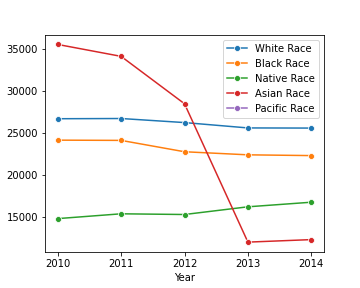 35000
30000
25000
20000
15000
2010 2011 2012 2013 2014
Year
White Race
Black Race
Native Race
Asian Race
Pacific Race